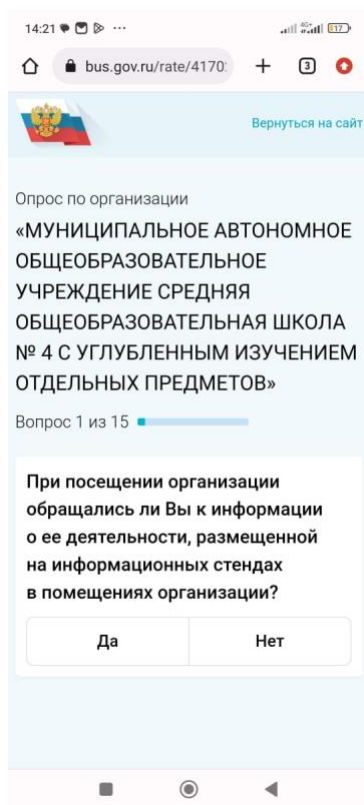 14:21
bus.gov.ru/rate/4170
3
Вернуться на сайт
Опрос по организации
«МУНИЦИПАЛЬНОЕ АВТОНОМНОЕ
ОБЩЕОБРАЗОВАТЕЛЬНОЕ
УЧРЕЖДЕНИЕ СРЕДНЯЯ
ОБЩЕОБРАЗОВАТЕЛЬНАЯ ШКОЛА
№ 4 С УГЛУБЛЕННЫМ ИЗУЧЕНИЕМ
ОТДЕЛЬНЫХ ПРЕДМЕТОВ»
Вопрос 1 из 15
При посещении организации
обращались ли Вы к информации
о ее деятельности, размещенной
на информационных стендах
в помещениях организации?
Да Нет